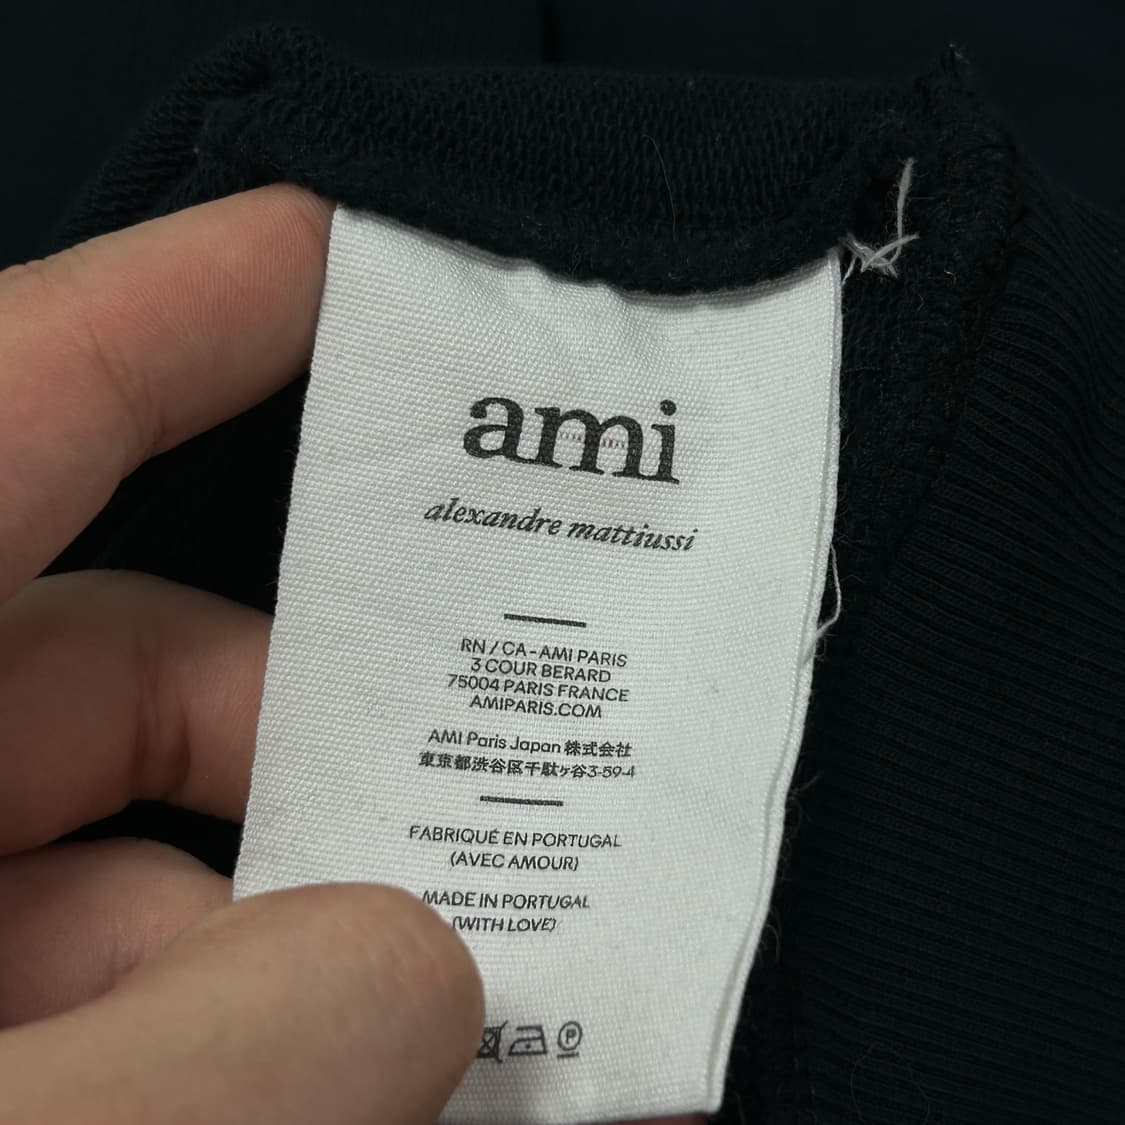 ami
alexandre mattiussi
RN / CA - AMI PARIS
3 COUR BERARD
75004 PARIS FRANCE
AMIPARIS.COM
AMI Paris Japan 株式会社
東京都渋谷区千駄ヶ谷3-59-4
FABRIQUÉ EN PORTUGAL
(AVEC AMOUR)
MADE IN PORTUGAL
(WITH LOVE)
P